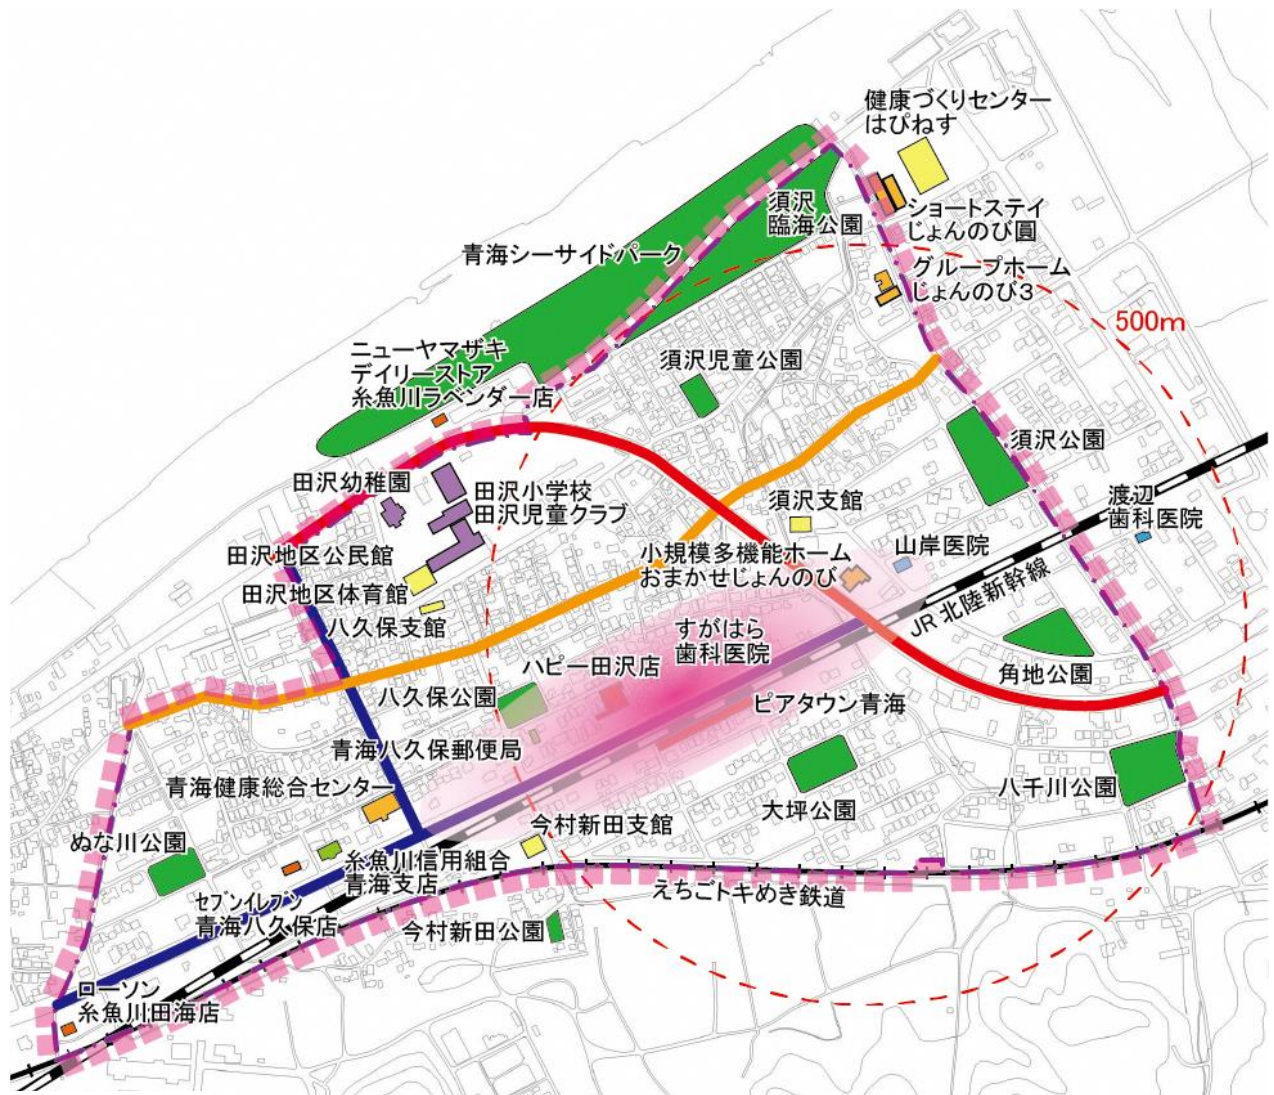 健康づくりセンター
はぴねす
須沢
臨海公園
ショートステイ
じょんのび圓
青海シーサイドパーク
グループホーム
じょんのび3
500m
ニューヤマザキ
デイリーストア
糸魚川ラベンダー店
須沢児童公園
須沢公園
田沢幼稚園
田沢小学校
田沢児童クラブ
須沢支館
渡辺
歯科医院
田沢地区公民館
小規模多機能ホーム
おまかせじょんのび
山岸医院
JR 北陸新幹線
田沢地区体育館
八久保支館
すがはら
歯科医院
ハピー田沢店
角地公園
八久保公園
ピアタウン青海
青海八久保郵便局
青海健康総合センター
大坪公園
八千川公園
ぬな川公園
今村新田支館
糸魚川信用組合
青海支店
えちごトキめき鉄道
セブンイレブン
青海八久保店
今村新田公園
ローソン
糸魚川田海店